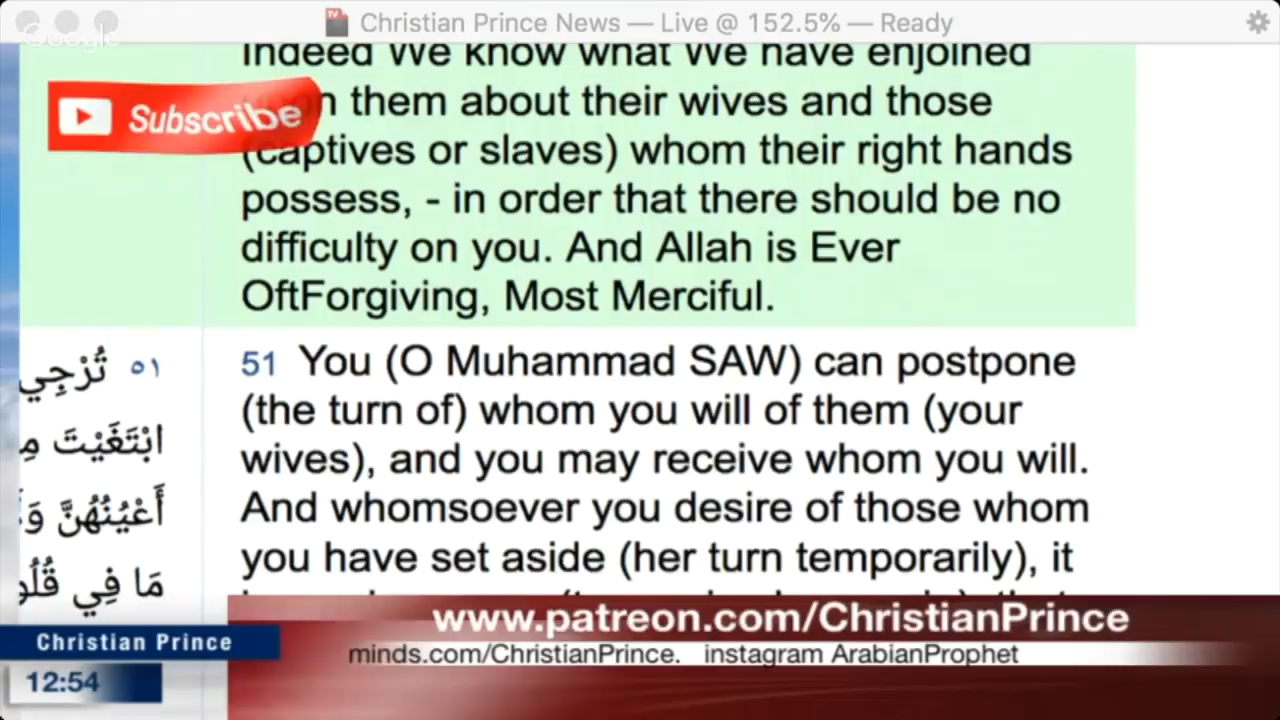 Christian Prince News — Live @ 152.5% — Ready
Google
Indeed We know what We have enjoined
Subscribe
them about their wives and those
(captives or slaves) whom their right hands
possess, - in order that there should be no
difficulty on you. And Allah is Ever
OftForgiving, Most Merciful.
٥١ تُرْجِي
ابْتَغَيْتَ
أَعْيُنُهُنَّ
مَا فِي
51 You (O Muhammad SAW) can postpone
(the turn of) whom you will of them (your
wives), and you may receive whom you will.
And whomsoever you desire of those whom
you have set aside (her turn temporarily), it
www.patreon.com/ChristianPrince
Christian Prince
minds.com/ChristianPrince. instagram ArabianProphet
12:54